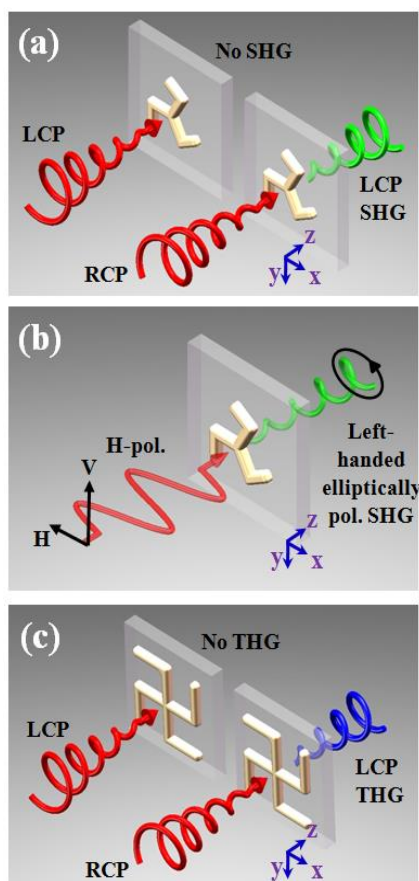 (a)
No SHG
LCP
LCP
SHG
RCP
z
y
x
(b)
H-pol.
V
H
Left-
handed
elliptically
pol. SHG
z
y
x
(c)
No THG
LCP
LCP
THG
RCP
z
y
x